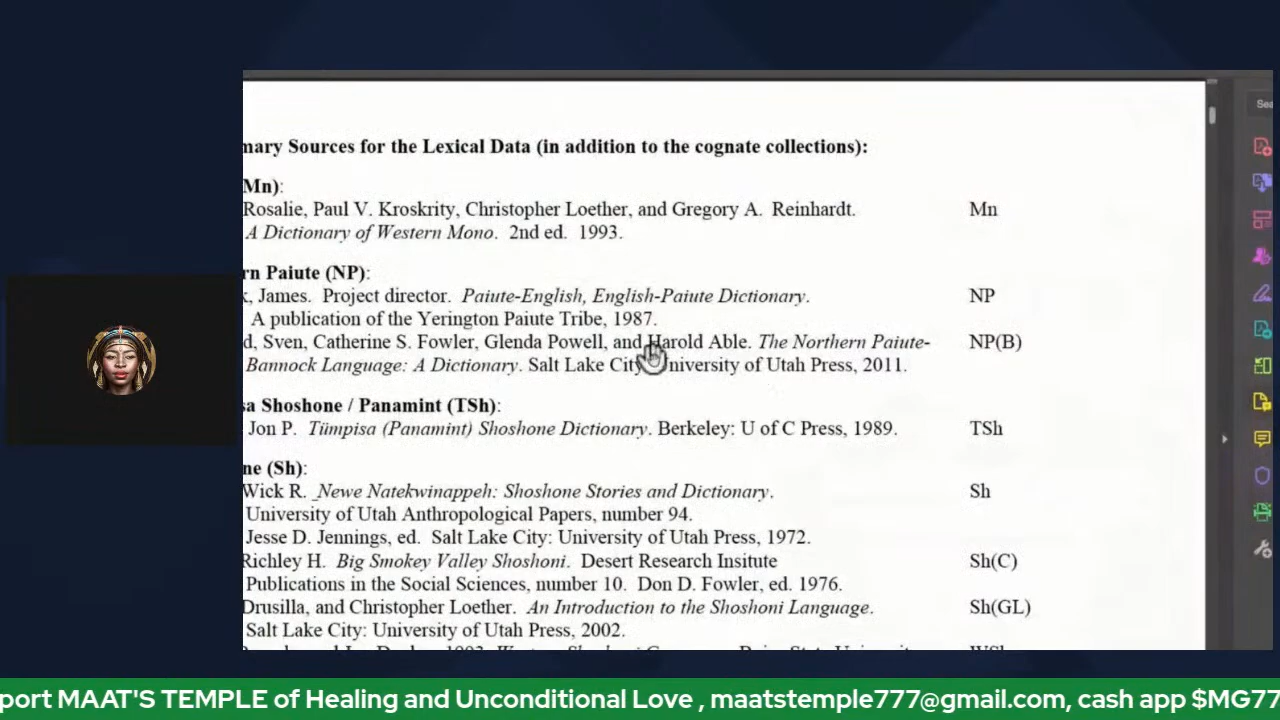 mary Sources for the Lexical Data (in addition to the cognate collections):
Mn):
Rosalie, Paul V. Kroskrity, Christopher Loether, and Gregory A. Reinhardt. Mn
A Dictionary of Western Mono. 2nd ed. 1993.
rn Paiute (NP):
, James. Project director. Paiute-English, English-Paiute Dictionary. NP
A publication of the Yerington Paiute Tribe, 1987.
d, Sven, Catherine S. Fowler, Glenda Powell, and Harold Able. The Northern Paiute- NP(B)
Bannock Language: A Dictionary. Salt Lake City University of Utah Press, 2011.
sa Shoshone / Panamint (TSh):
Jon P. Tümpisa (Panamint) Shoshone Dictionary. Berkeley: U of C Press, 1989. TSh
ne (Sh):
Wick R. Newe Natekwinappeh: Shoshone Stories and Dictionary. Sh
University of Utah Anthropological Papers, number 94.
Jesse D. Jennings, ed. Salt Lake City: University of Utah Press, 1972.
Richley H. Big Smokey Valley Shoshoni. Desert Research Insitute Sh(C)
Publications in the Social Sciences, number 10. Don D. Fowler, ed. 1976.
Drusilla, and Christopher Loether. An Introduction to the Shoshoni Language. Sh(GL)
Salt Lake City: University of Utah Press, 2002.
Sea
port MAAT'S TEMPLE of Healing and Unconditional Love , maatstemple777@gmail.com, cash app $MG77